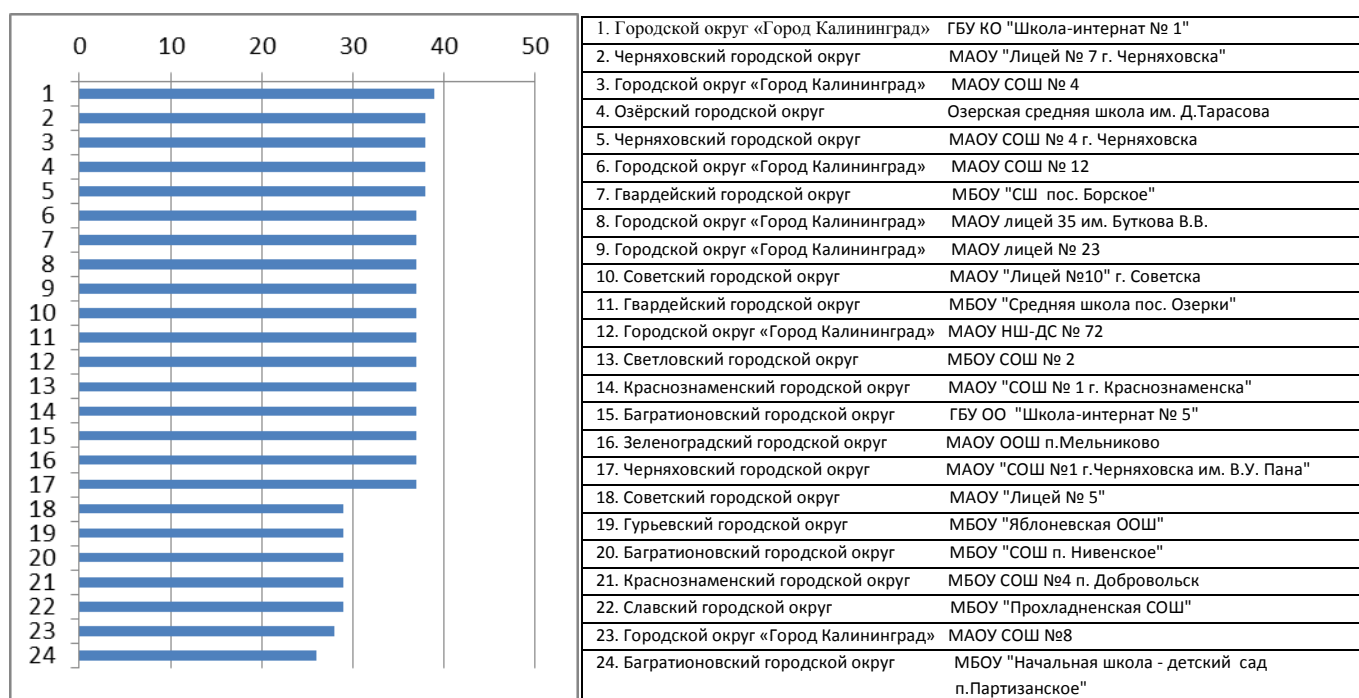 0 10 20 30 40 50
1
2
3
4
5
6
7
8
9
10
11
12
13
14
15
16
17
18
19
20
21
22
23
24
1. Городской округ «Город Калининград» ГБУ КО "Школа-интернат № 1"
2. Черняховский городской округ МАОУ "Лицей № 7 г. Черняховска"
3. Городской округ «Город Калининград» МАОУ СОШ № 4
4. Озёрский городской округ Озерская средняя школа им. Д.Тарасова
5. Черняховский городской округ МАОУ СОШ № 4 г. Черняховска
6. Городской округ «Город Калининград» МАОУ СОШ № 12
7. Гвардейский городской округ МБОУ "СШ пос. Борское"
8. Городской округ «Город Калининград» МАОУ лицей 35 им. Буткова В.В.
9. Городской округ «Город Калининград» МАОУ лицей № 23
10. Советский городской округ МАОУ "Лицей №10" г. Советска
11. Гвардейский городской округ МБОУ "Средняя школа пос. Озерки"
12. Городской округ «Город Калининград» МАОУ НШ-ДС № 72
13. Светловский городской округ МБОУ СОШ № 2
14. Краснознаменский городской округ МАОУ "СОШ № 1 г. Краснознаменска"
15. Багратионовский городской округ ГБУ ОО "Школа-интернат № 5"
16. Зеленоградский городской округ МАОУ ООШ п.Мельниково
17. Черняховский городской округ МАОУ "СОШ №1 г.Черняховска им. В.У. Пана"
18. Советский городской округ МАОУ "Лицей № 5"
19. Гурьевский городской округ МБОУ "Яблоневская ООШ"
20. Багратионовский городской округ МБОУ "СОШ п. Нивенское"
21. Краснознаменский городской округ МБОУ СОШ №4 п. Добровольск
22. Славский городской округ МБОУ "Прохладненская СОШ"
23. Городской округ «Город Калининград» МАОУ СОШ №8
24. Багратионовский городской округ МБОУ "Начальная школа - детский сад
п.Партизанское"